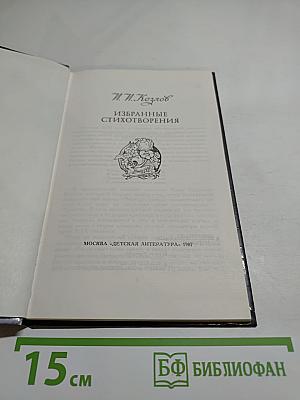 И. И. Козлов
ИЗБРАННЫЕ
СТИХОТВОРЕНИЯ
МОСКВА «ДЕТСКАЯ ЛИТЕРАТУРА» 1987
15 см
БФ БИБЛИОФАН